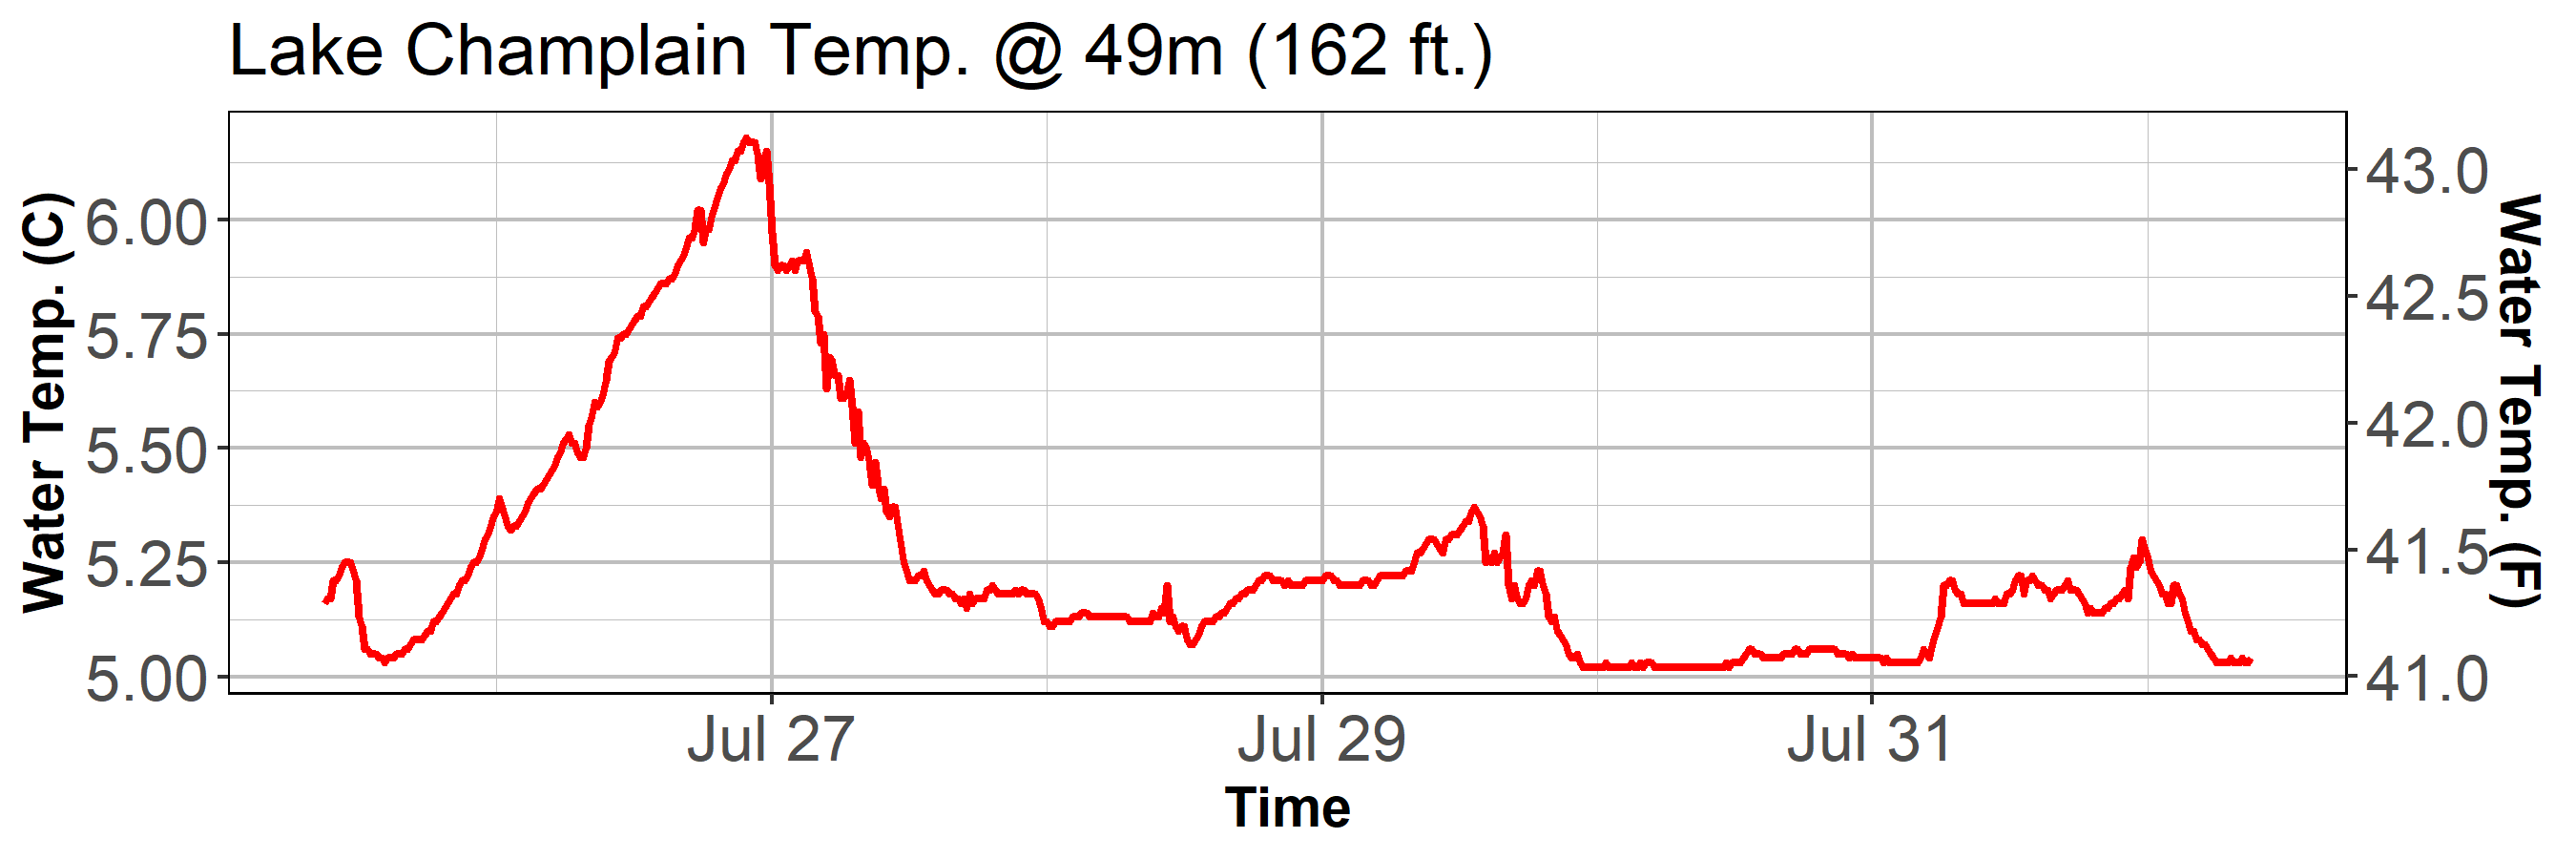 Lake Champlain Temp. @ 49m (162 ft.)
Water Temp. (C)
6.00
5.75
5.50
5.25
5.00
43.0
42.5
42.0
41.5
41.0
Water Temp. (F)
Jul 27 Jul 29 Jul 31
Time